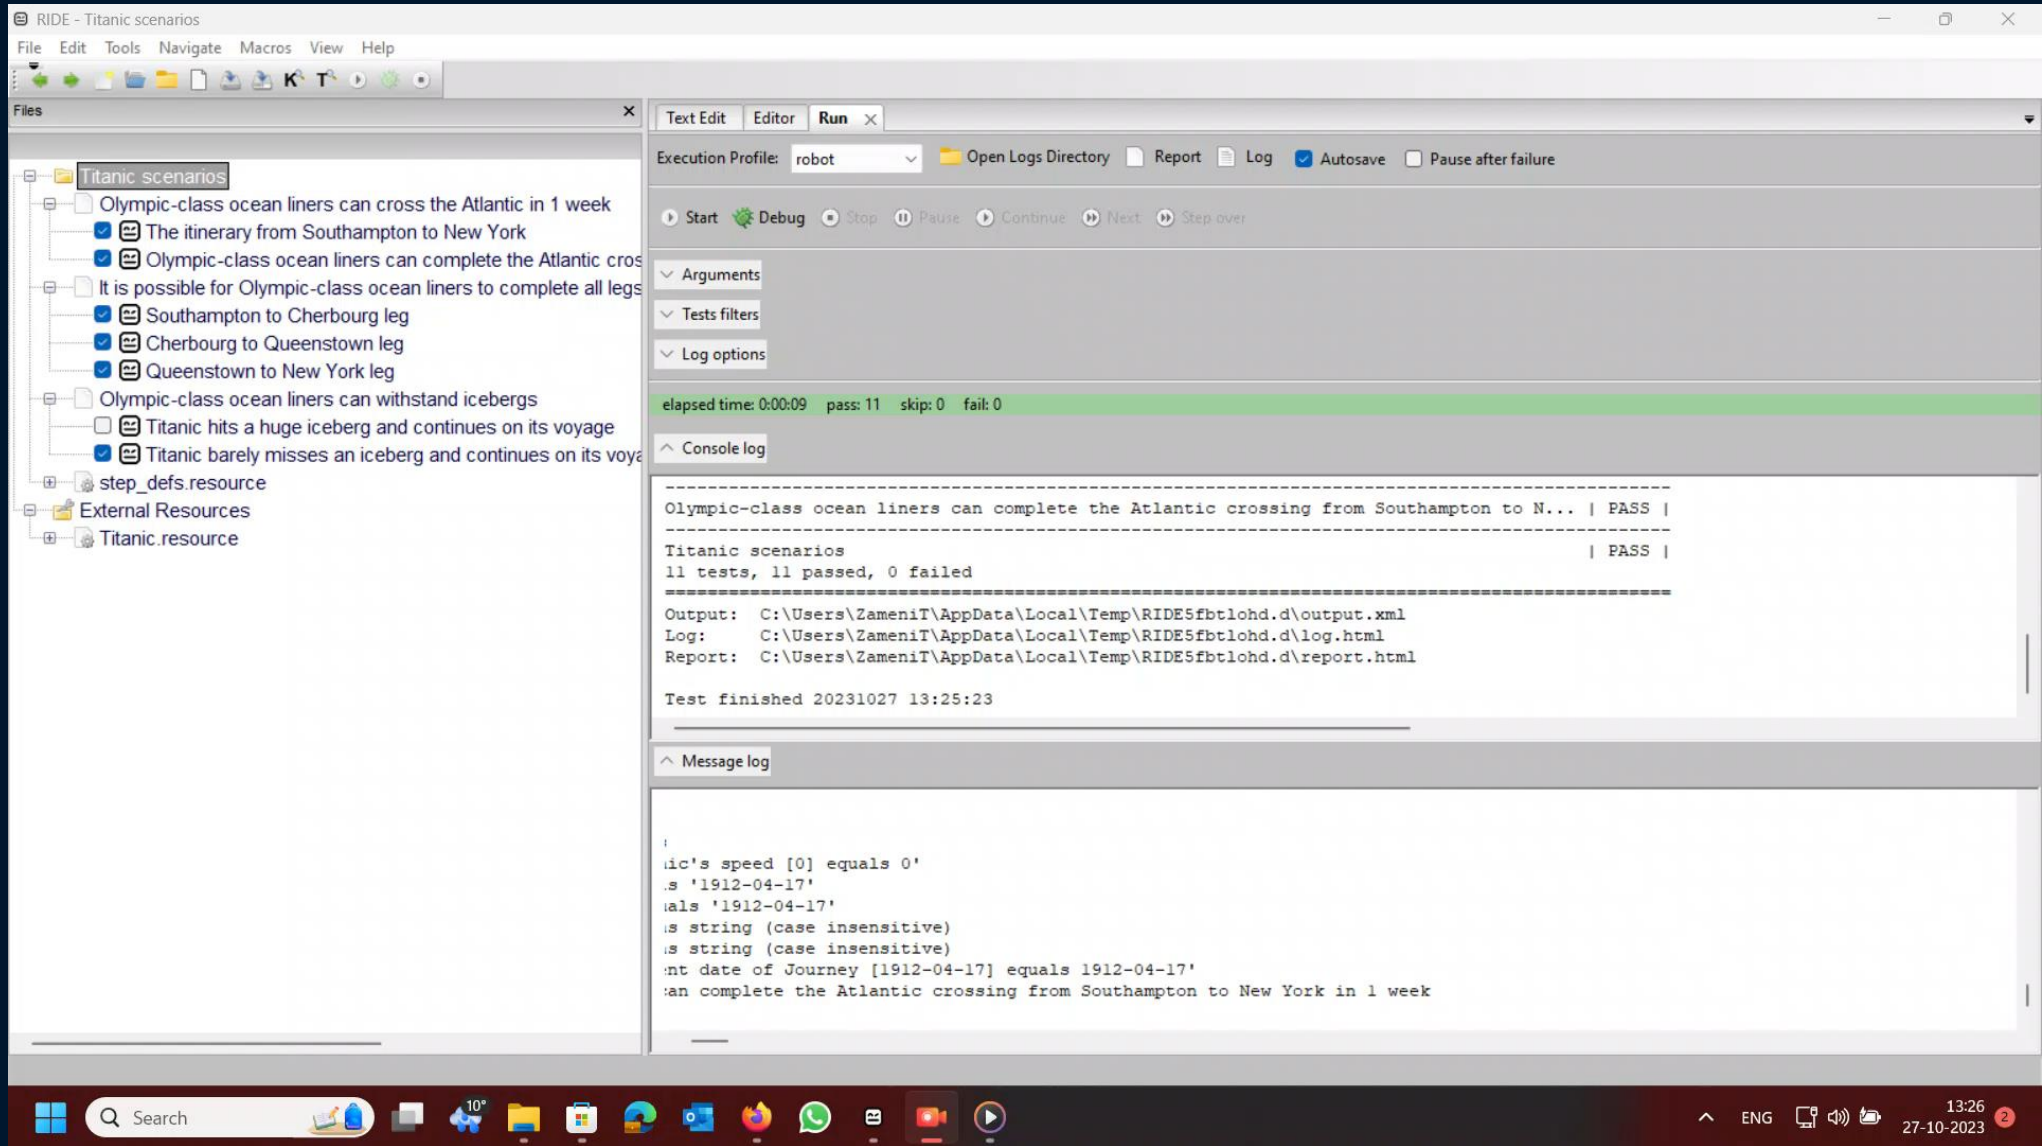 RIDE - Titanic scenarios
File Edit Tools Navigate Macros View Help
Files
Titanic scenarios
Olympic-class ocean liners can cross the Atlantic in 1 week
The itinerary from Southampton to New York
Olympic-class ocean liners can complete the Atlantic cros
It is possible for Olympic-class ocean liners to complete all legs
Southampton to Cherbourg leg
Cherbourg to Queenstown leg
Queenstown to New York leg
Olympic-class ocean liners can withstand icebergs
Titanic hits a huge iceberg and continues on its voyage
Titanic barely misses an iceberg and continues on its voya
step_defs.resource
External Resources
Titanic.resource
Text Edit Editor Run
Execution Profile: robot Open Logs Directory Report Log Autosave Pause after failure
Start Debug Stop Pause Continue Next Step over
Arguments
Tests filters
Log options
elapsed time: 0:00:09 pass: 11 skip: 0 fail: 0
Console log
Olympic-class ocean liners can complete the Atlantic crossing from Southampton to N... | PASS |
Titanic scenarios | PASS |
11 tests, 11 passed, 0 failed
Output: C:\Users\ZameniT\AppData\Local\Temp\RIDE5fbtlohd.d\output.xml
Log: C:\Users\ZameniT\AppData\Local\Temp\RIDE5fbtlohd.d\log.html
Report: C:\Users\ZameniT\AppData\Local\Temp\RIDE5fbtlohd.d\report.html
Test finished 20231027 13:25:23
Message log
ic's speed [0] equals 0'
s '1912-04-17'
als '1912-04-17'
s string (case insensitive)
s string (case insensitive)
nt date of Journey [1912-04-17] equals 1912-04-17'
can complete the Atlantic crossing from Southampton to New York in 1 week
Search
10°
ENG
13:26
27-10-2023
2